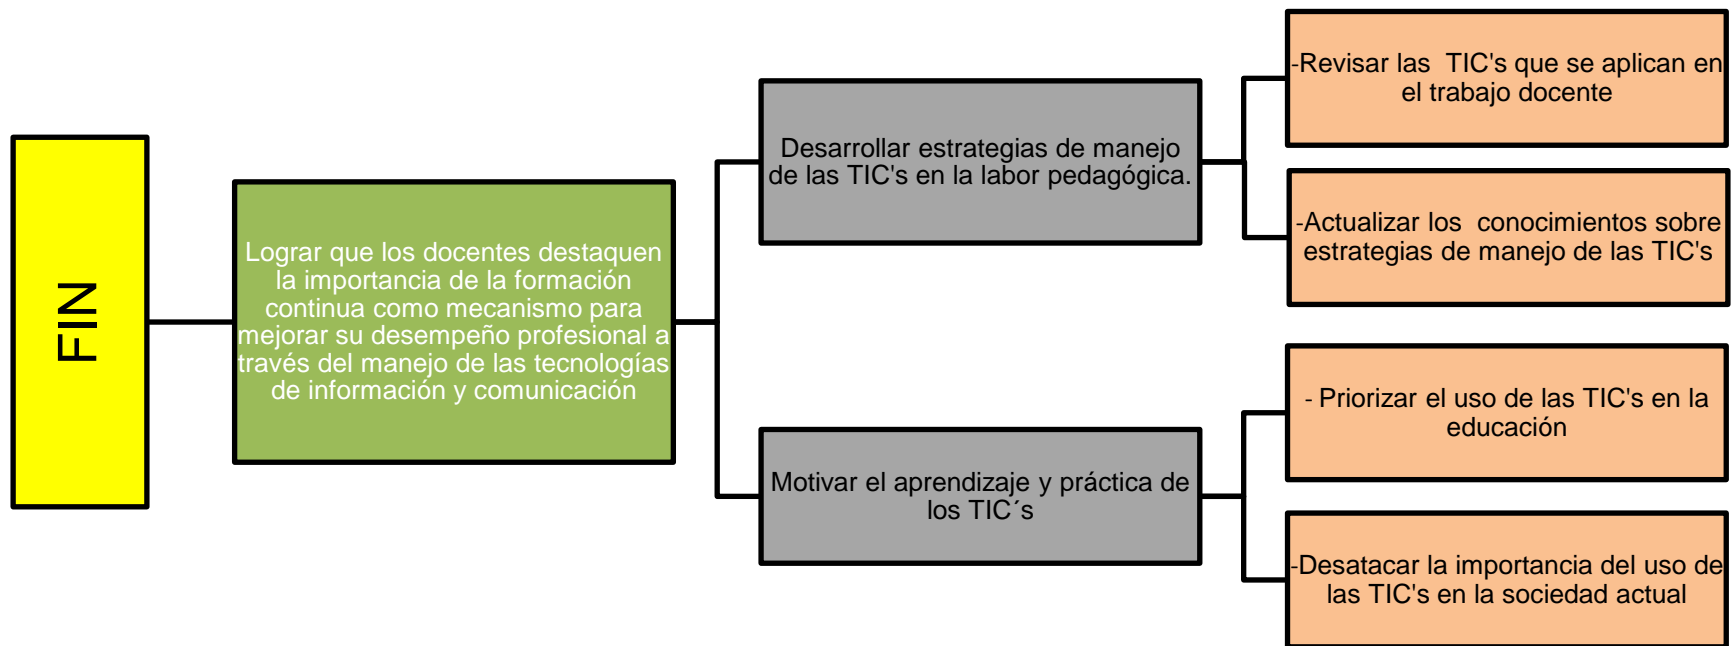 FIN
Lograr que los docentes destaquen
la importancia de la formación
continua como mecanismo para
mejorar su desempeño profesional a
través del manejo de las tecnologías
de información y comunicación
Desarrollar estrategias de manejo
de las TIC's en la labor pedagógica.
-Revisar las  TIC's que se aplican en
el trabajo docente
-Actualizar los  conocimientos sobre
estrategias de manejo de las TIC's
Motivar el aprendizaje y práctica de
los TIC´s
- Priorizar el uso de las TIC's en la
educación
-Desatacar la importancia del uso de
las TIC's en la sociedad actual